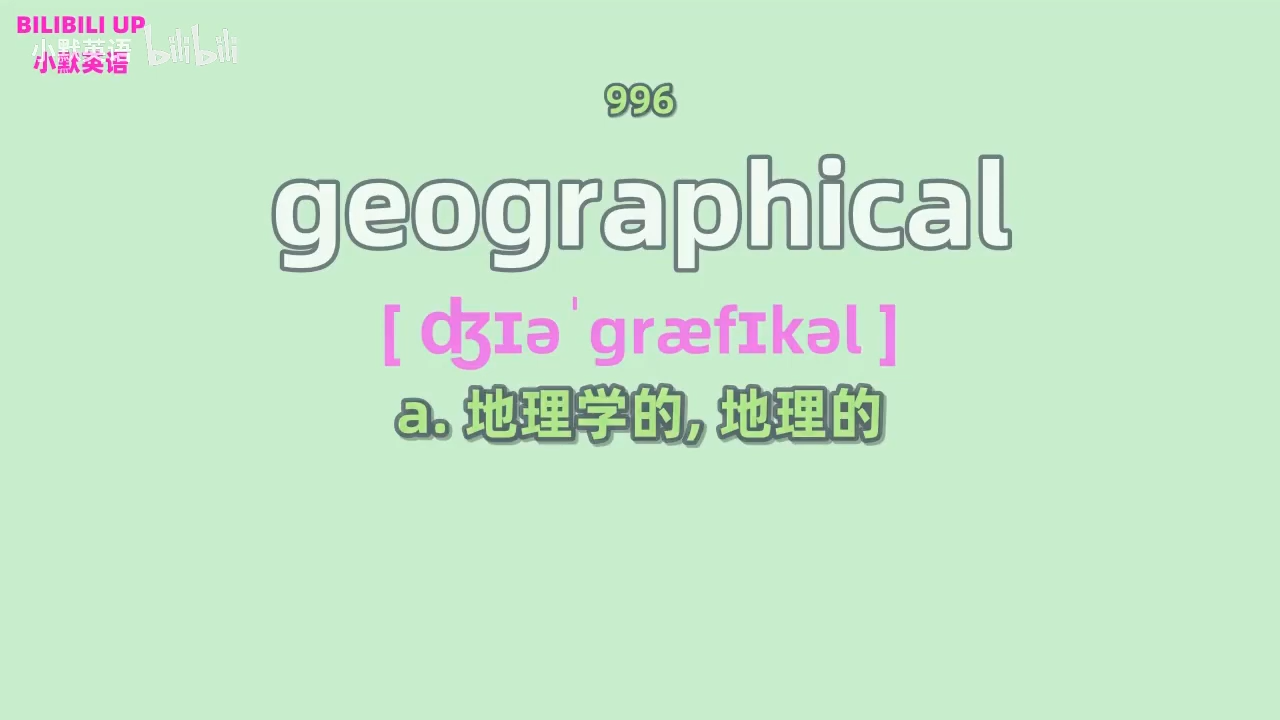 BILIBILI UP
小默英语 bilibili
小默英语
996
geographical
[ ʤɪəˈɡræfɪkəl ]
a. 地理学的, 地理的